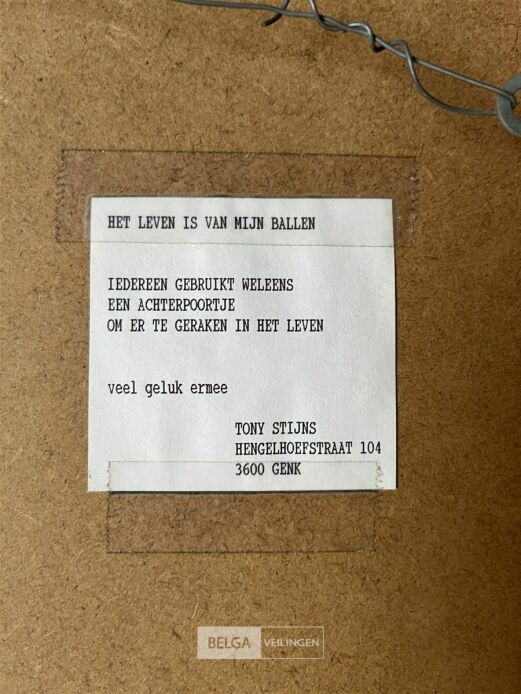 HET LEVEN IS VAN MIJN BALLEN
IEDEREEN GEBRUIKT WELEENS
EEN ACHTERPOORTJE
OM ER TE GERAKEN IN HET LEVEN
veel geluk ermee
TONY STIJNS
HENGELHOEFSTRAAT 104
3600 GENK
BELGA VEILINGEN